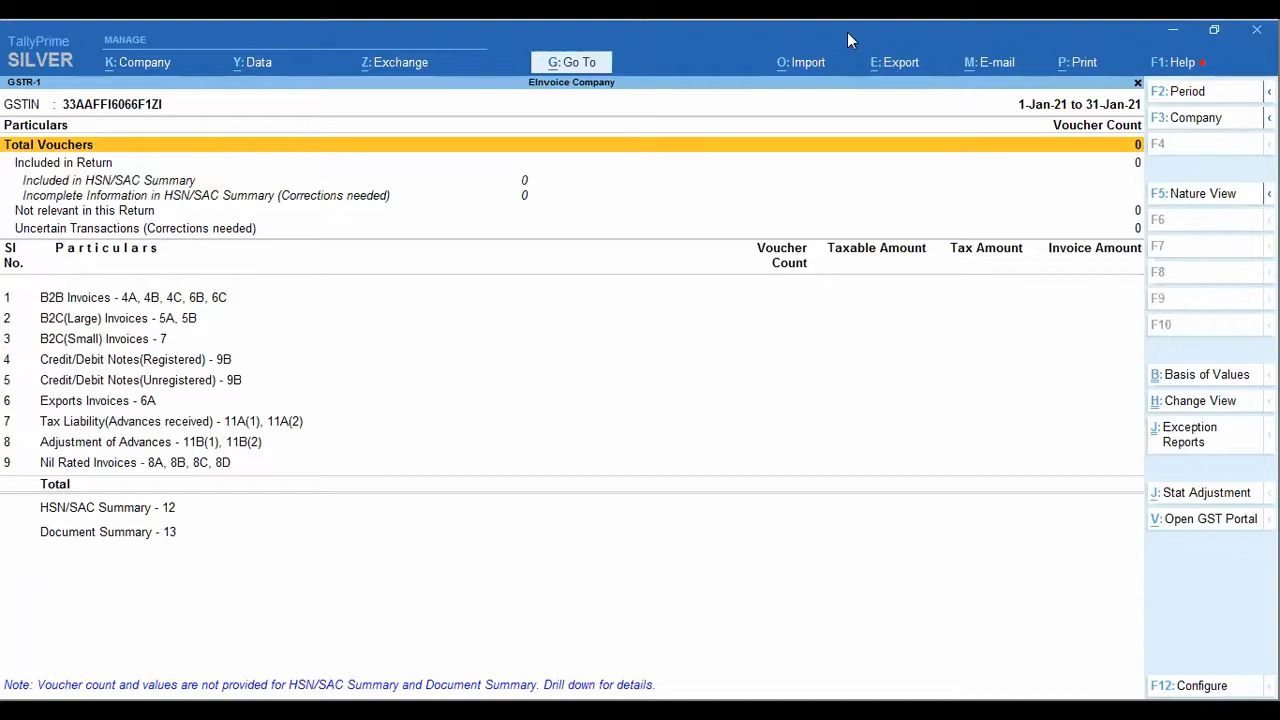 TallyPrime MANAGE
SILVER K: Company Y: Data Z: Exchange G: Go To O: Import E: Export M: E-mail P: Print F1: Help
GSTR-1 EInvoice Company x
GSTIN : 33AAFFI6066F1ZI 1-Jan-21 to 31-Jan-21
Particulars Voucher Count
Total Vouchers 0
Included in Return 0
Included in HSN/SAC Summary 0
Incomplete Information in HSN/SAC Summary (Corrections needed) 0
Not relevant in this Return 0
Uncertain Transactions (Corrections needed) 0
Sl Particulars Voucher Taxable Amount Tax Amount Invoice Amount
No. Count
1 B2B Invoices - 4A, 4B, 4C, 6B, 6C
2 B2C(Large) Invoices - 5A, 5B
3 B2C(Small) Invoices - 7
4 Credit/Debit Notes(Registered) - 9B
5 Credit/Debit Notes(Unregistered) - 9B
6 Exports Invoices - 6A
7 Tax Liability(Advances received) - 11A(1), 11A(2)
8 Adjustment of Advances - 11B(1), 11B(2)
9 Nil Rated Invoices - 8A, 8B, 8C, 8D
Total
HSN/SAC Summary - 12
Document Summary - 13
Note: Voucher count and values are not provided for HSN/SAC Summary and Document Summary. Drill down for details.
F2: Period
F3: Company
F4
F5: Nature View
F6
F7
F8
F9
F10
B: Basis of Values
H: Change View
J: Exception
Reports
J: Stat Adjustment
V: Open GST Portal
F12: Configure